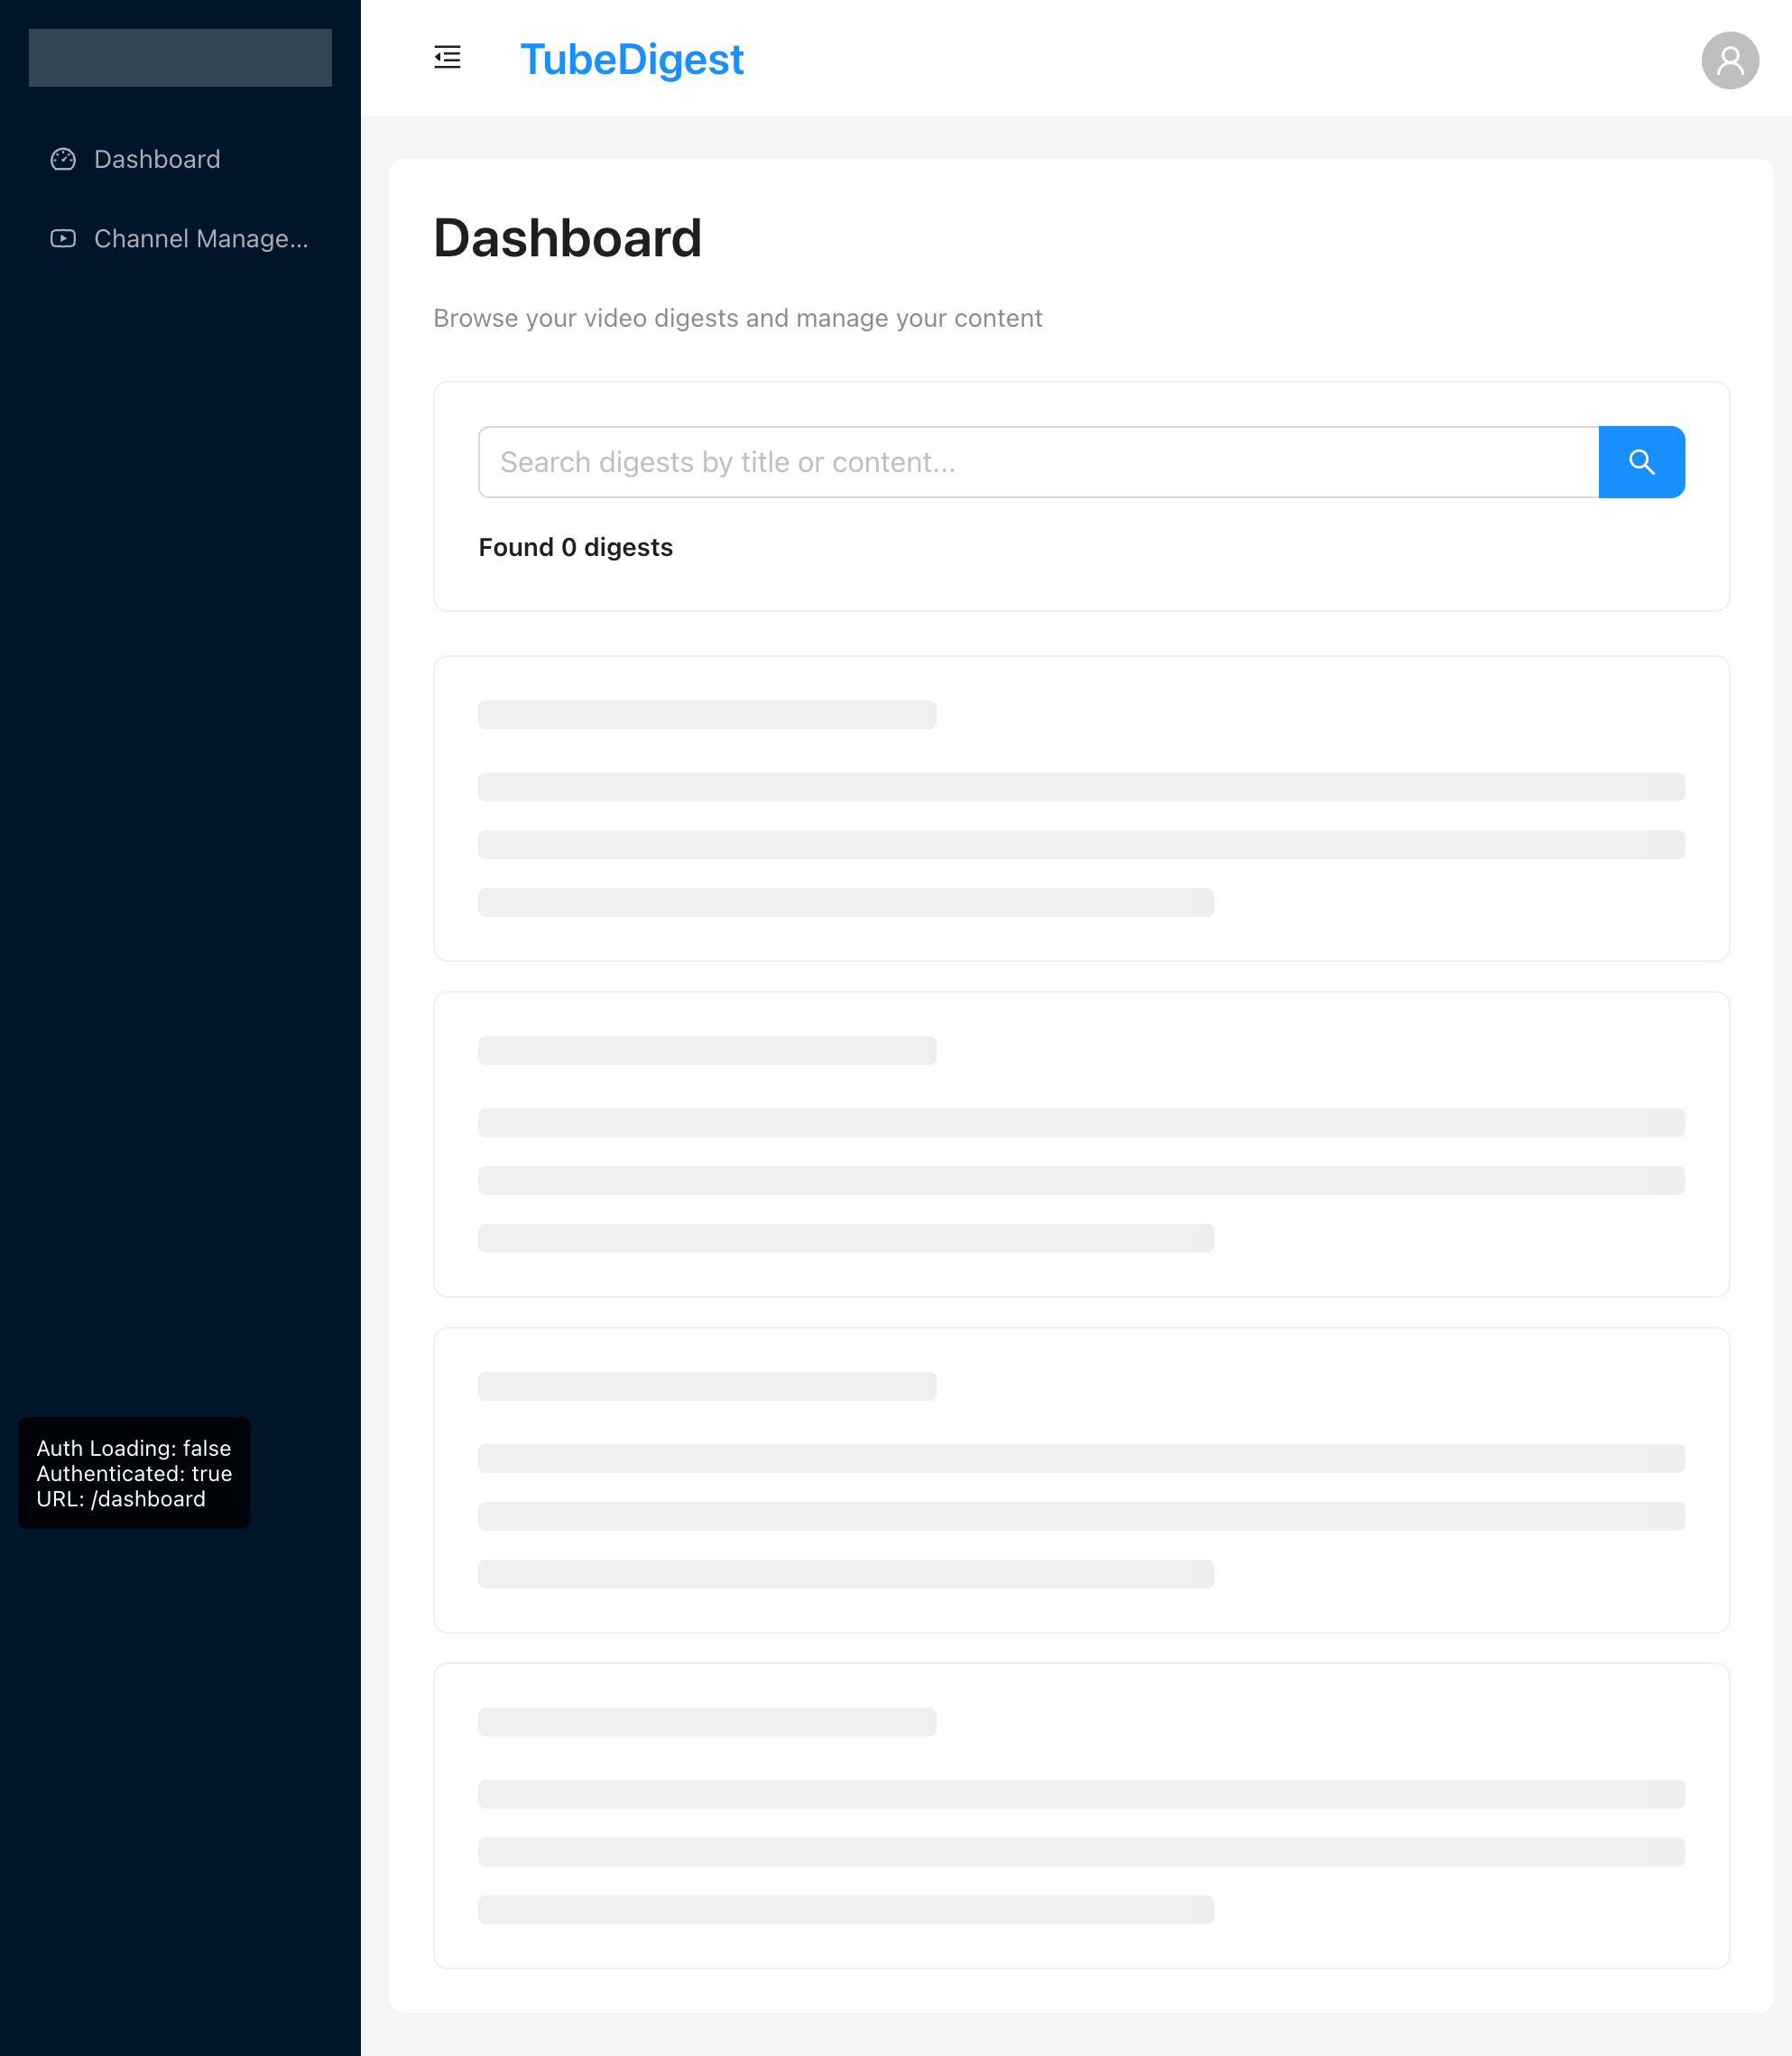 TubeDigest
Dashboard
Channel Manage...
Dashboard
Browse your video digests and manage your content
Search digests by title or content...
Found 0 digests
Auth Loading: false
Authenticated: true
URL: /dashboard